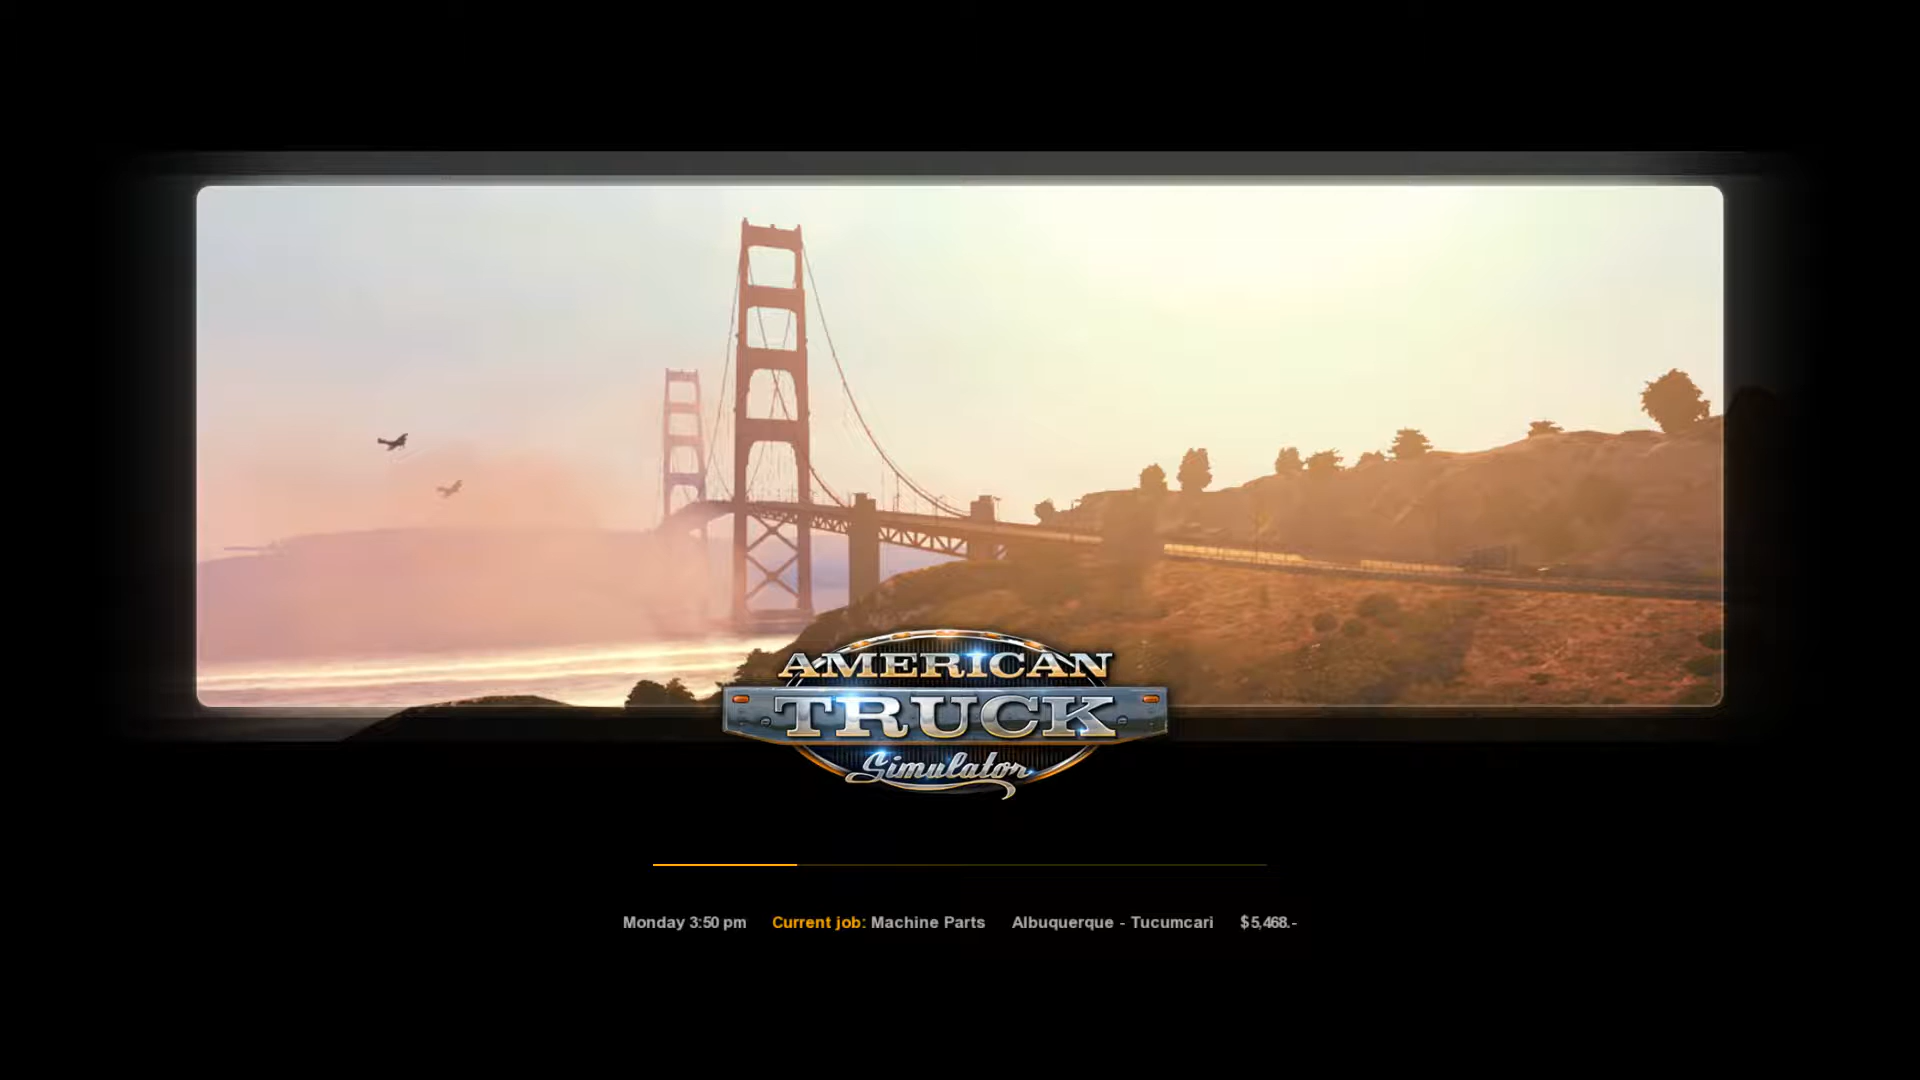 AMERICAN
TRUCK
Simulator
Monday 3:50 pm Current job: Machine Parts Albuquerque - Tucumcari $5,468.-